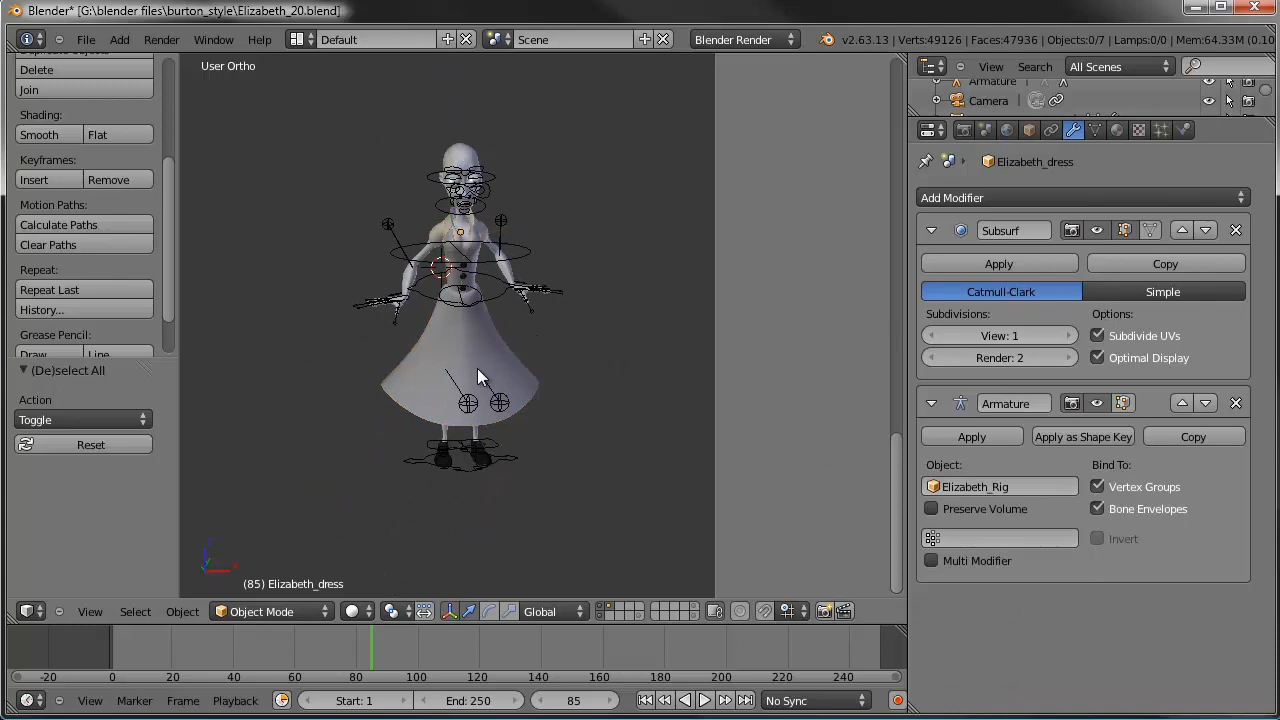 Blender* [G:\blender files\burton_style\Elizabeth_20.blend]
File Add Render Window Help Default Scene Blender Render v2.63.13 | Verts:49126 | Faces:47936 | Objects:0/7 | Lamps:0/0 | Mem:64.33M (0.10
Delete
Join
Shading:
Smooth Flat
Keyframes:
Insert Remove
Motion Paths:
Calculate Paths
Clear Paths
Repeat:
Repeat Last
History...
Grease Pencil:
Draw Line
(De)select All
Action
Toggle
Reset
User Ortho
(85) Elizabeth_dress
View Select Object Object Mode Global
-20 0 20 40 60 80 100 120 140 160 180 200 220 240
View Marker Frame Playback Start: 1 End: 250 85 No Sync
View Search All Scenes
Armature
Camera
Elizabeth_dress
Add Modifier
Subsurf
Apply Copy
Catmull-Clark Simple
Subdivisions: Options:
View: 1 Subdivide UVs
Render: 2 Optimal Display
Armature
Apply Apply as Shape Key Copy
Object: Bind To:
Elizabeth_Rig Vertex Groups
Preserve Volume Bone Envelopes
Invert
Multi Modifier